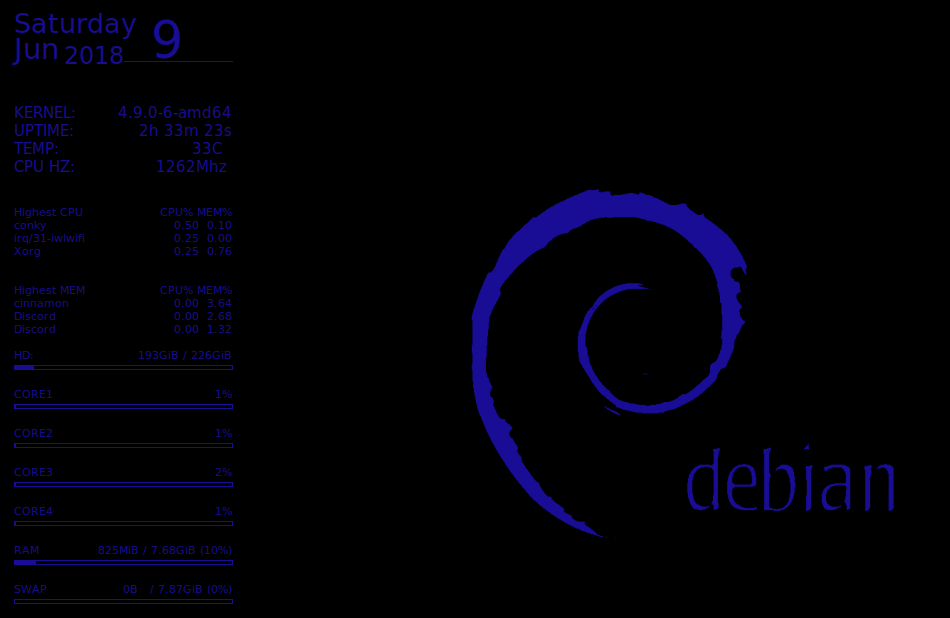 Saturday 9
Jun 2018
KERNEL: 4.9.0-6-amd64
UPTIME: 2h 33m 23s
TEMP: 33C
CPU HZ: 1262Mhz
Highest CPU CPU% MEM%
conky 0.50 0.10
irq/31-iwlwifi 0.25 0.00
Xorg 0.25 0.76
Highest MEM CPU% MEM%
cinnamon 0.00 3.64
Discord 0.00 2.68
Discord 0.00 1.32
HD 193GiB / 226GiB
CORE1 1%
CORE2 1%
CORE3 2%
CORE4 1%
RAM 825MiB / 7.68GiB (10%)
SWAP 0B / 7.87GiB (0%)
debian